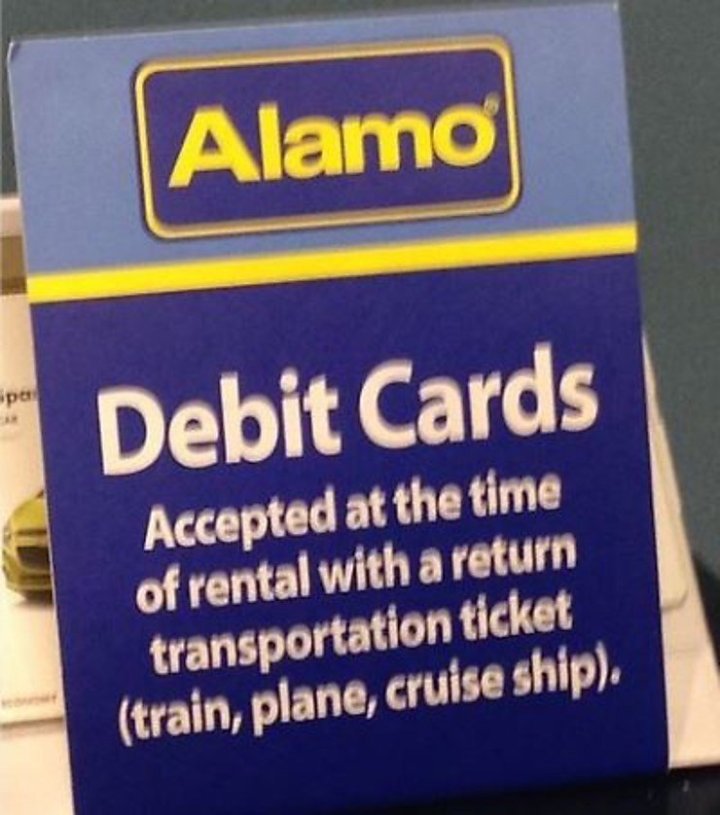 Alamo®
Debit Cards
Accepted at the time
of rental with a return
transportation ticket
(train, plane, cruise ship).